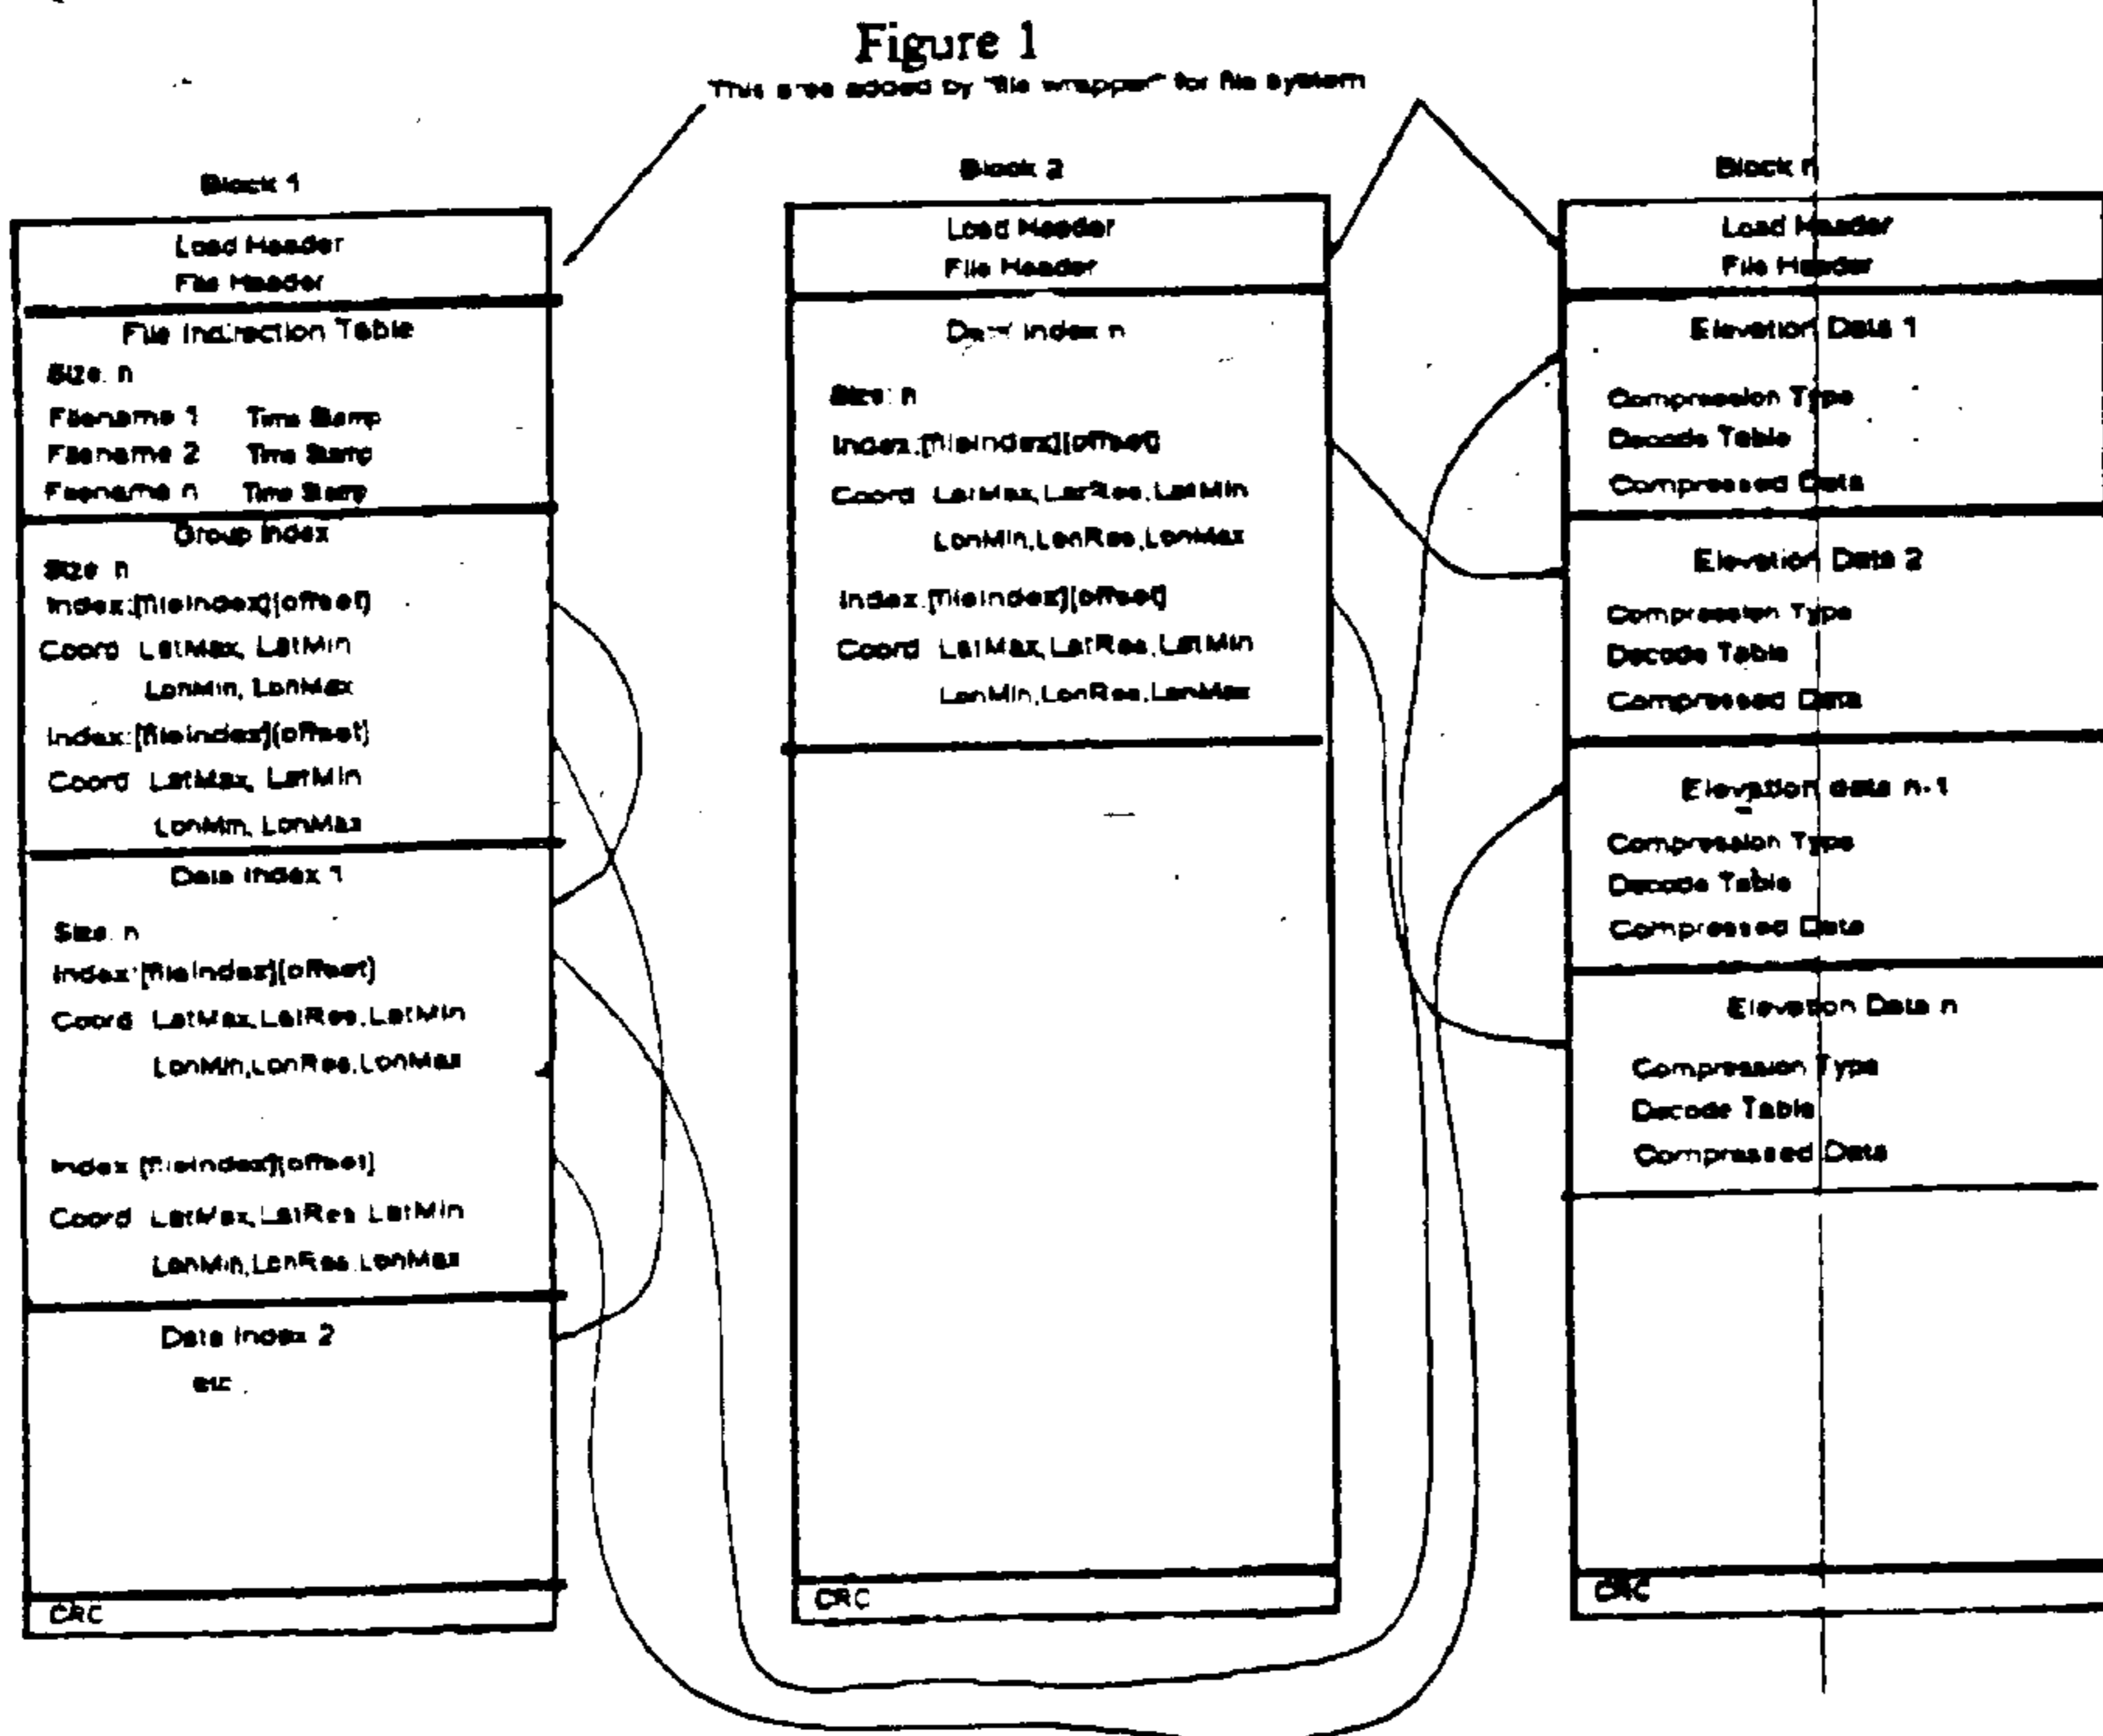 Figure 1
This area added by "file wrapper" for file system
Block 1
Load Header
File Header
File Indirection Table
Size: n
Filename 1 Time Stamp
Filename 2 Time Stamp
Filename n Time Stamp
Group Index
Size: n
Index:[fileIndex][offset]
Coord LatMax, LatMin
LonMin, LonMax
Index:[fileIndex][offset]
Coord LatMax, LatMin
LonMin, LonMax
Data Index 1
Size: n
Index:[fileIndex][offset]
Coord LatMax,LatRes,LatMin
LonMin,LonRes,LonMax
Index [fileIndex][offset]
Coord LatMax,LatRes LatMin
LonMin,LonRes,LonMax
Data Index 2
etc.
CRC
Block 2
Load Header
File Header
Data Index n
Size: n
Index:[fileIndex][offset]
Coord LatMax,LatRes,LatMin
LonMin,LonRes,LonMax
Index:[fileIndex][offset]
Coord LatMax,LatRes,LatMin
LonMin,LonRes,LonMax
CRC
Block n
Load Header
File Header
Elevation Data 1
Compression Type
Decode Table
Compressed Data
Elevation Data 2
Compression Type
Decode Table
Compressed Data
Elevation data n-1
Compression Type
Decode Table
Compressed Data
Elevation Data n
Compression Type
Decode Table
Compressed Data
CRC